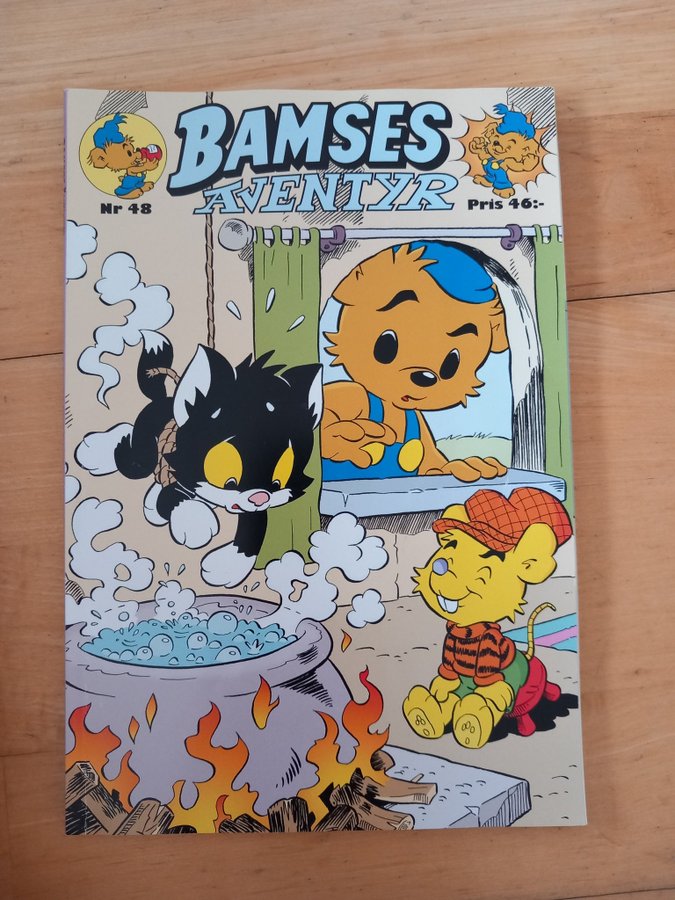 BAMSES
ÄVENTYR
Nr 48
Pris 46:-